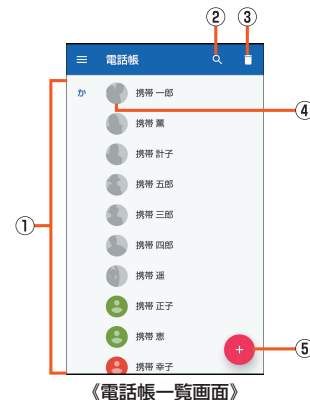 ② ③
電話帳
か 携帯 一郎
④
携帯 薫
携帯 計子
携帯 五郎
①
携帯 三郎
携帯 四郎
携帯 遥
携帯 正子
携帯 恵
⑤
携帯 幸子
《電話帳一覧画面》